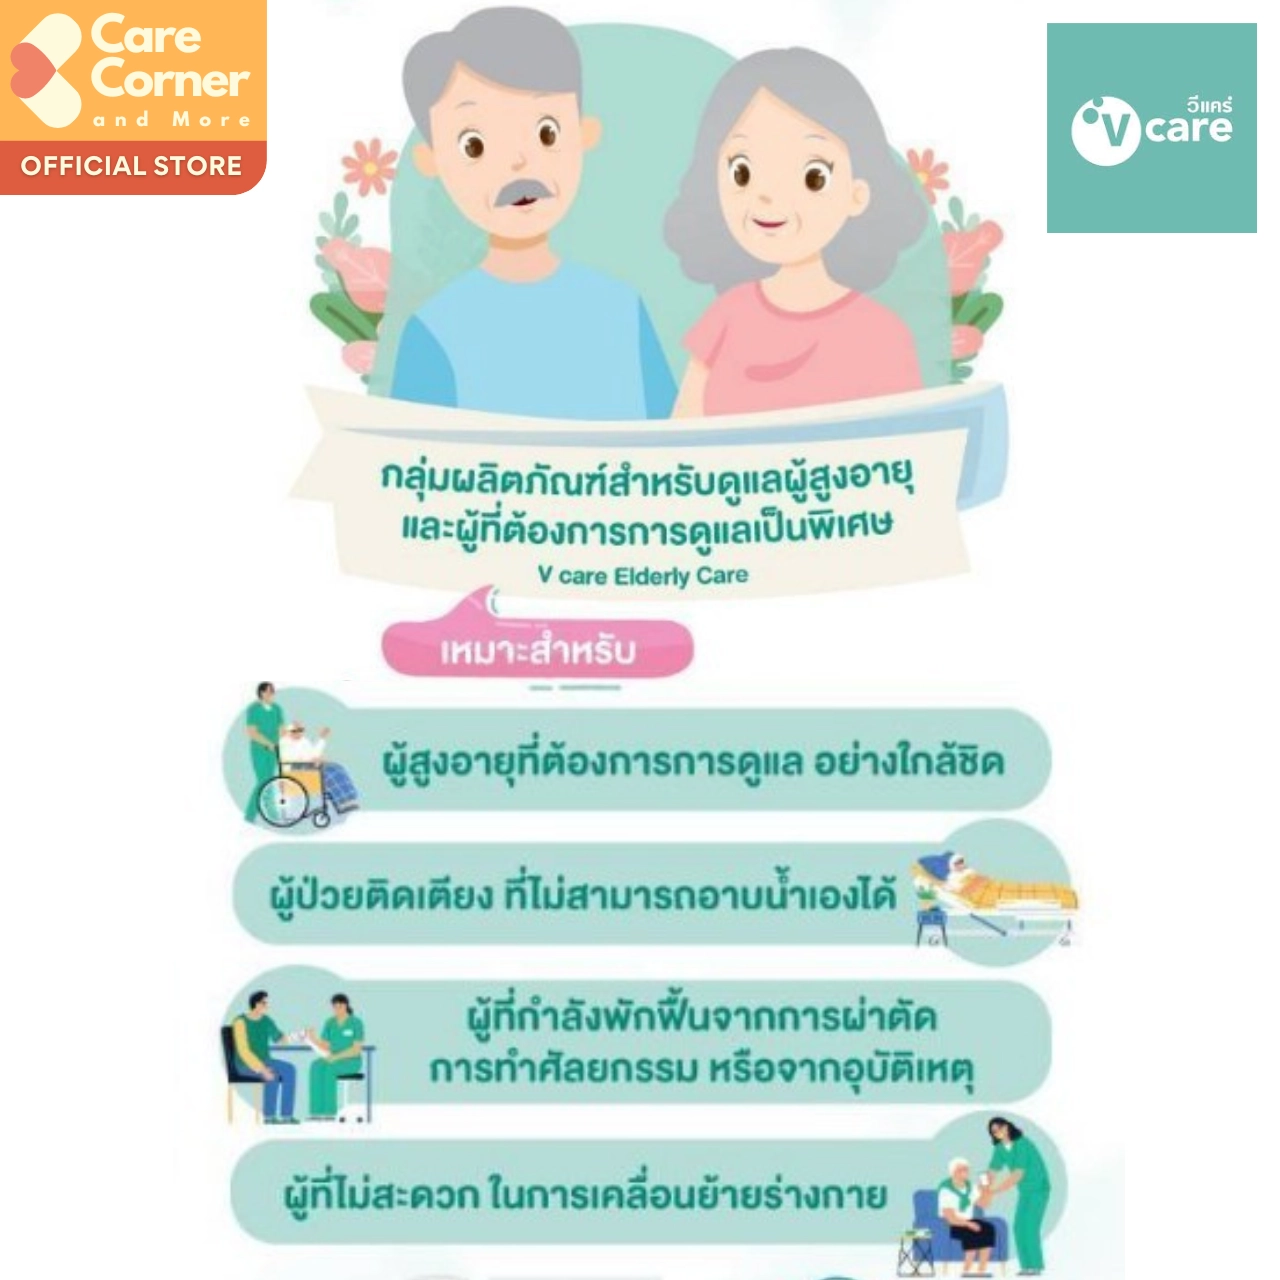 Care
Corner
and More
OFFICIAL STORE
วีแคร์
V care
กลุ่มผลิตภัณฑ์สำหรับดูแลผู้สูงอายุ
และผู้ที่ต้องการการดูแลเป็นพิเศษ
V care Elderly Care
เหมาะสำหรับ
ผู้สูงอายุที่ต้องการการดูแล อย่างใกล้ชิด
ผู้ป่วยติดเตียง ที่ไม่สามารถอาบน้ำเองได้
ผู้ที่กำลังพักฟื้นจากการผ่าตัด
การทำศัลยกรรม หรือจากอุบัติเหตุ
ผู้ที่ไม่สะดวก ในการเคลื่อนย้ายร่างกาย